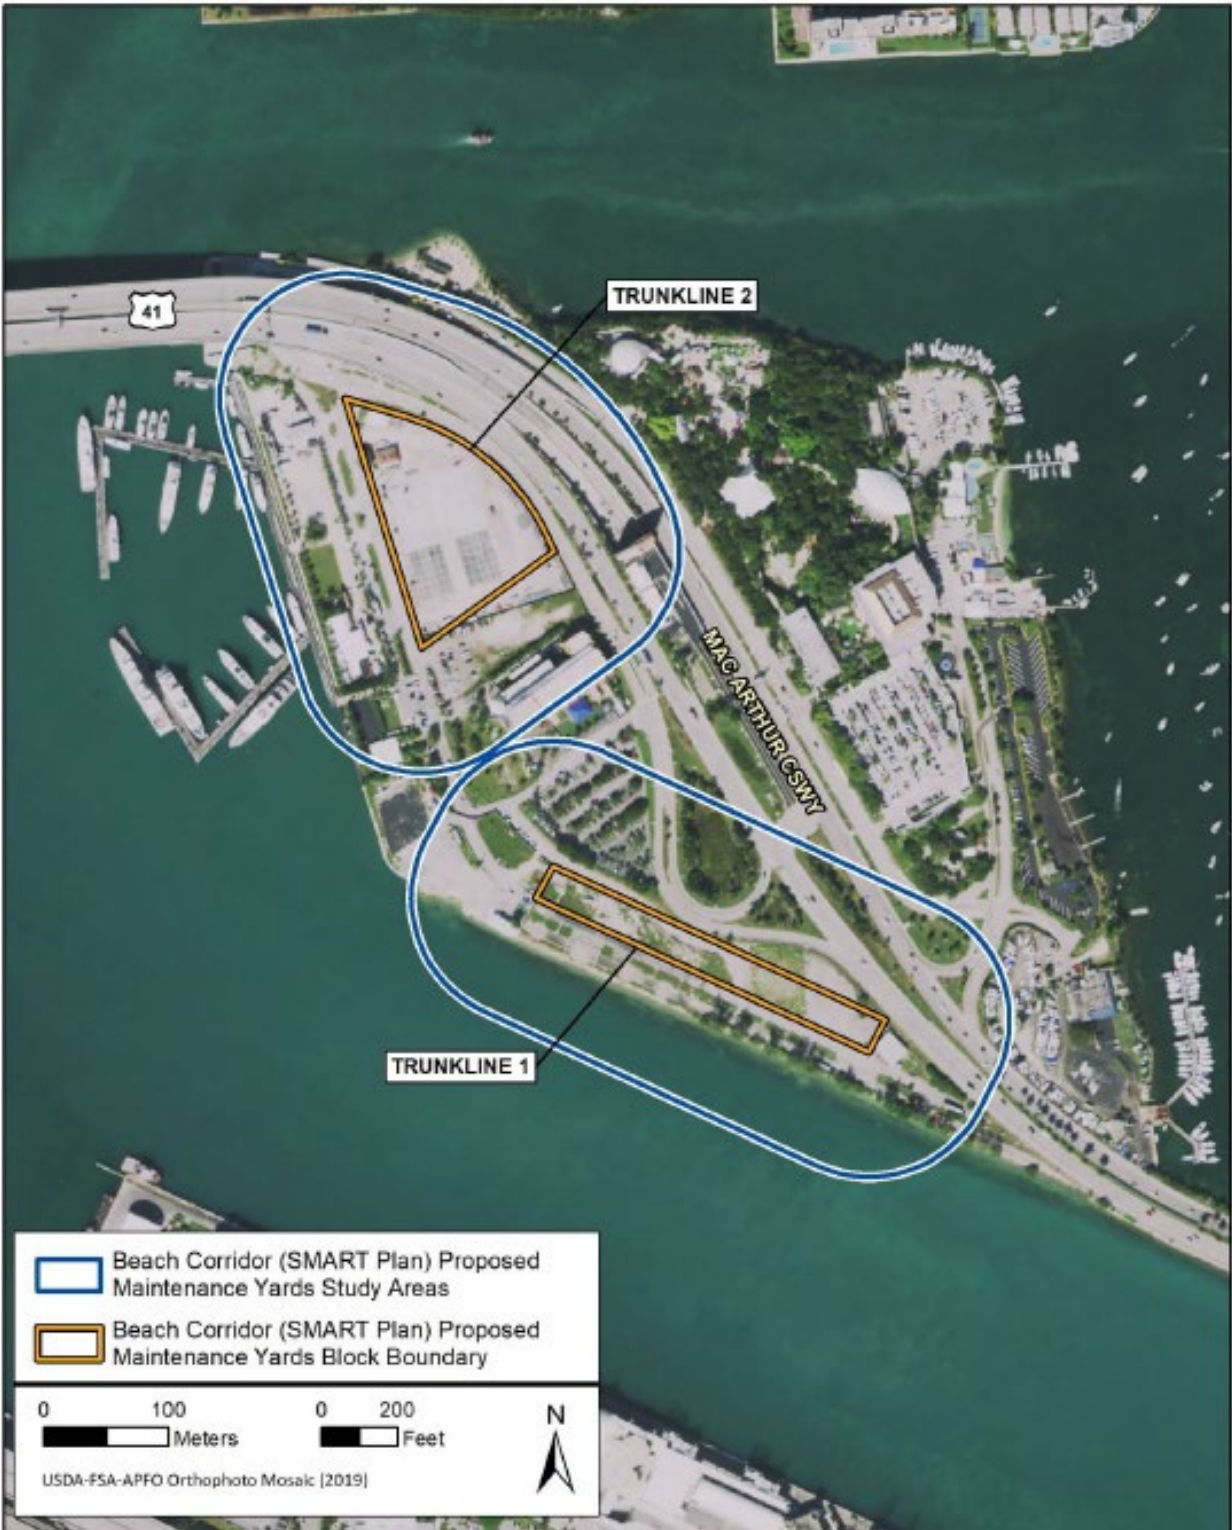 TRUNKLINE 2
41
MAC ARTHUR CSWY
TRUNKLINE 1
Beach Corridor (SMART Plan) Proposed
Maintenance Yards Study Areas
Beach Corridor (SMART Plan) Proposed
Maintenance Yards Block Boundary
0 100 0 200 N
Meters Feet
USDA-FSA-APFO Orthophoto Mosaic (2019)